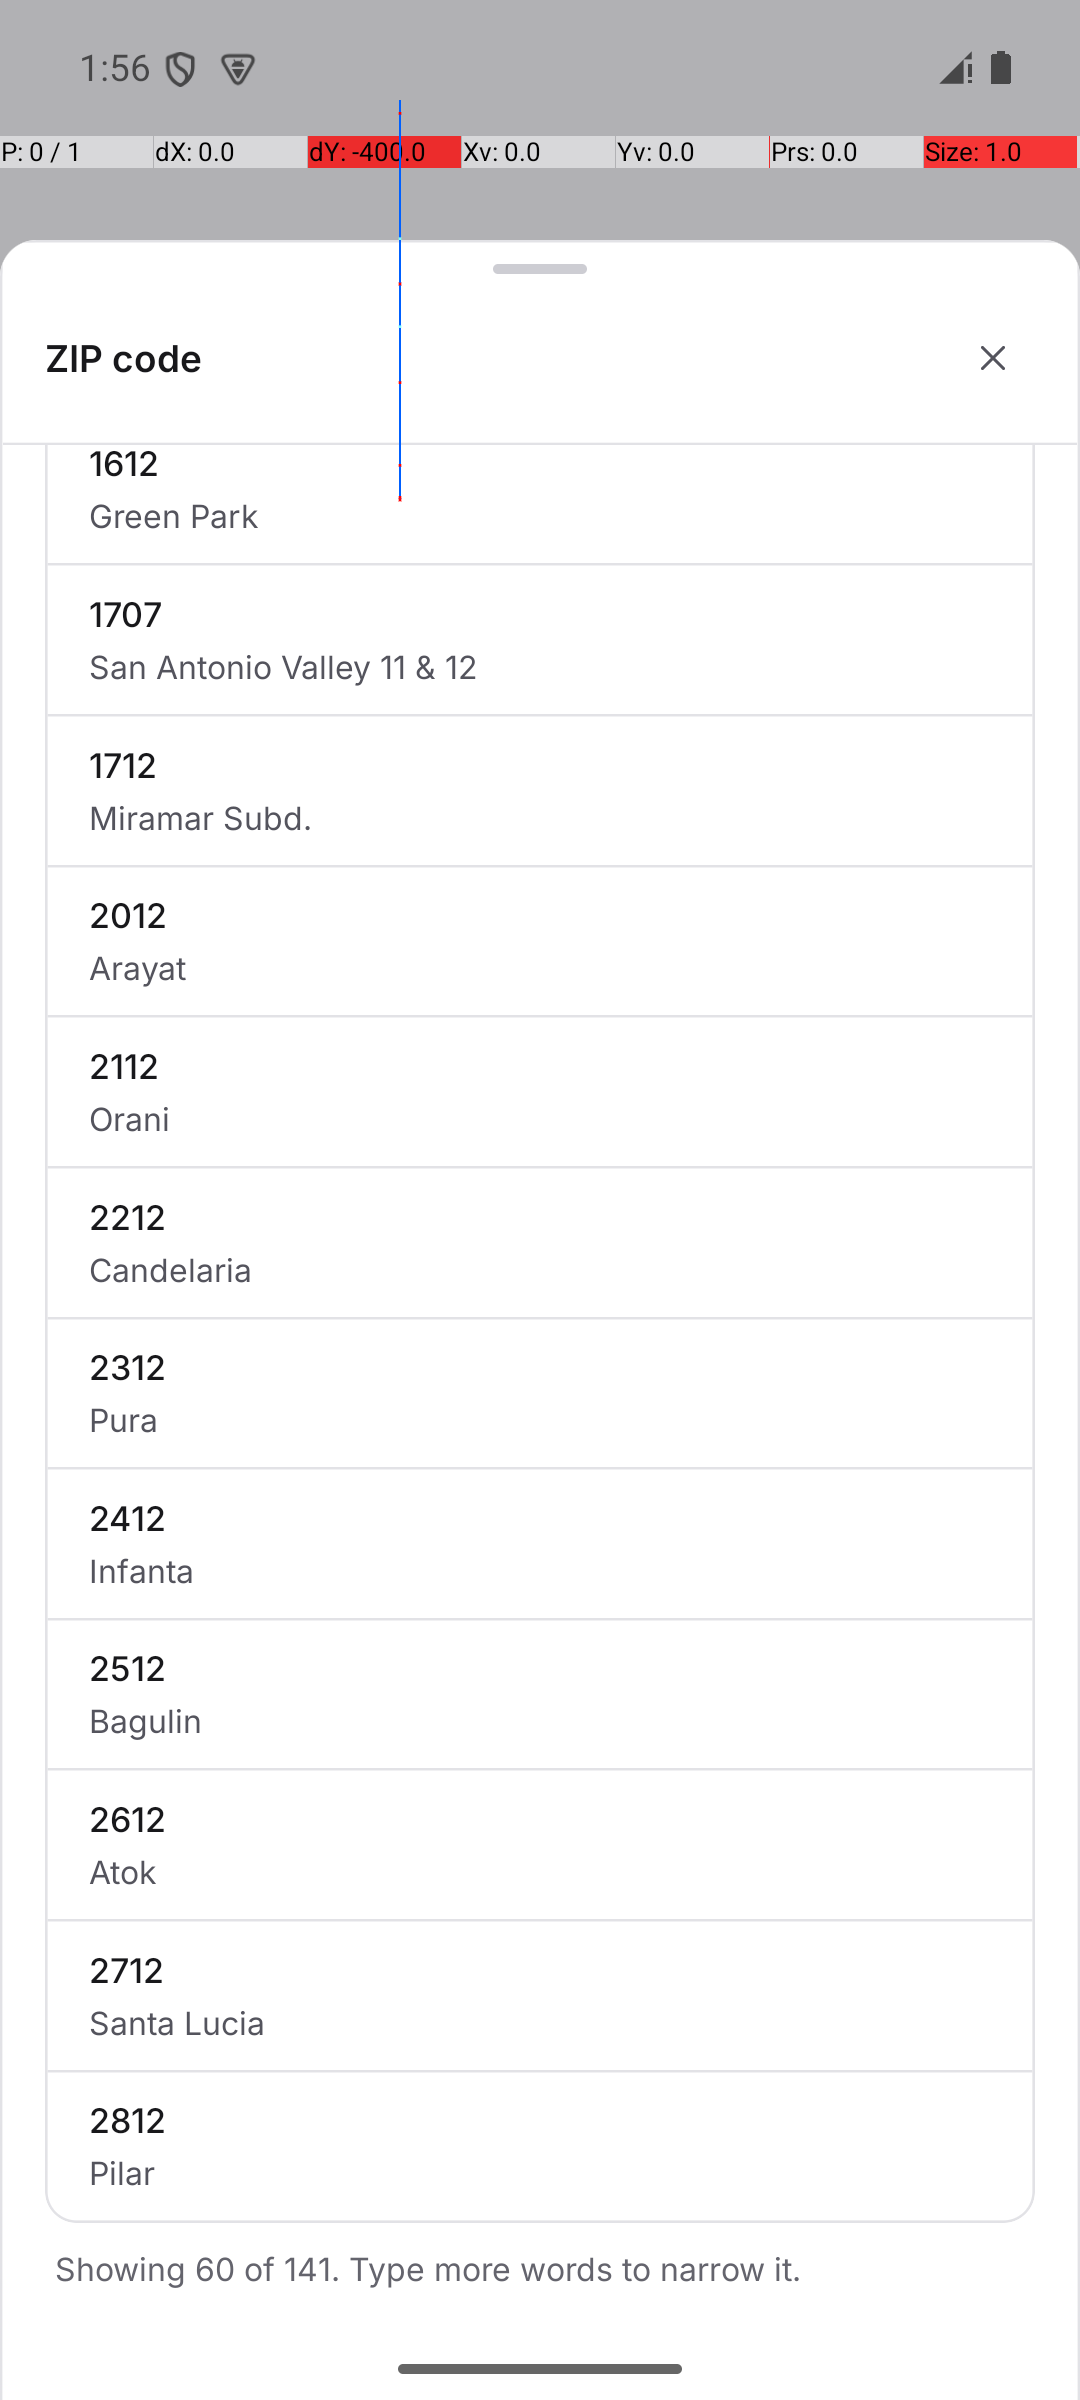 1:56
P: 0 / 1 dX: 0.0 dY: -400.0 Xv: 0.0 Yv: 0.0 Prs: 0.0 Size: 1.0
ZIP code
1612
Green Park
1707
San Antonio Valley 11 & 12
1712
Miramar Subd.
2012
Arayat
2112
Orani
2212
Candelaria
2312
Pura
2412
Infanta
2512
Bagulin
2612
Atok
2712
Santa Lucia
2812
Pilar
Showing 60 of 141. Type more words to narrow it.